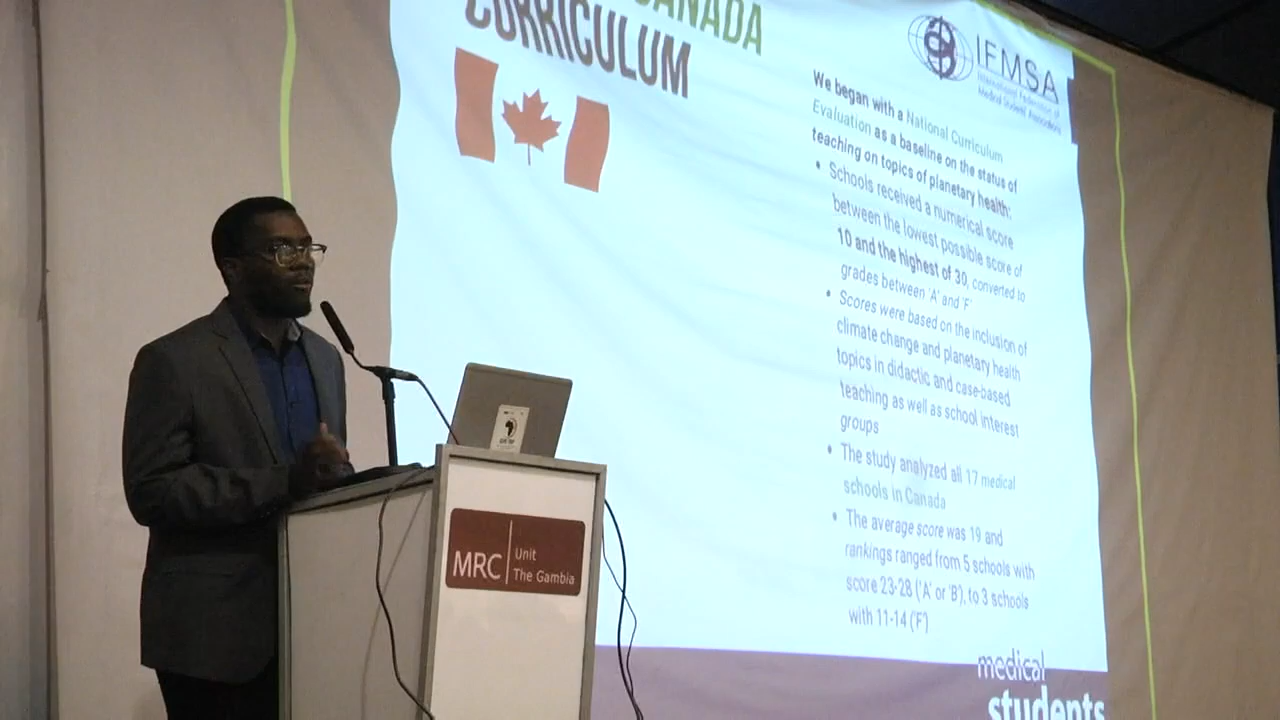 CANADA
CURRICULUM
IFMSA
International Federation of
Medical Students' Associations
We began with a National Curriculum
Evaluation as a baseline on the status of
teaching on topics of planetary health:
• Schools received a numerical score
between the lowest possible score of
10 and the highest of 30, converted to
grades between 'A' and 'F'
• Scores were based on the inclusion of
climate change and planetary health
topics in didactic and case-based
teaching as well as school interest
groups
• The study analyzed all 17 medical
schools in Canada
• The average score was 19 and
rankings ranged from 5 schools with
score 23-28 ('A' or 'B'), to 3 schools
with 11-14 ('F')
medical
students
MRC
Unit
The Gambia